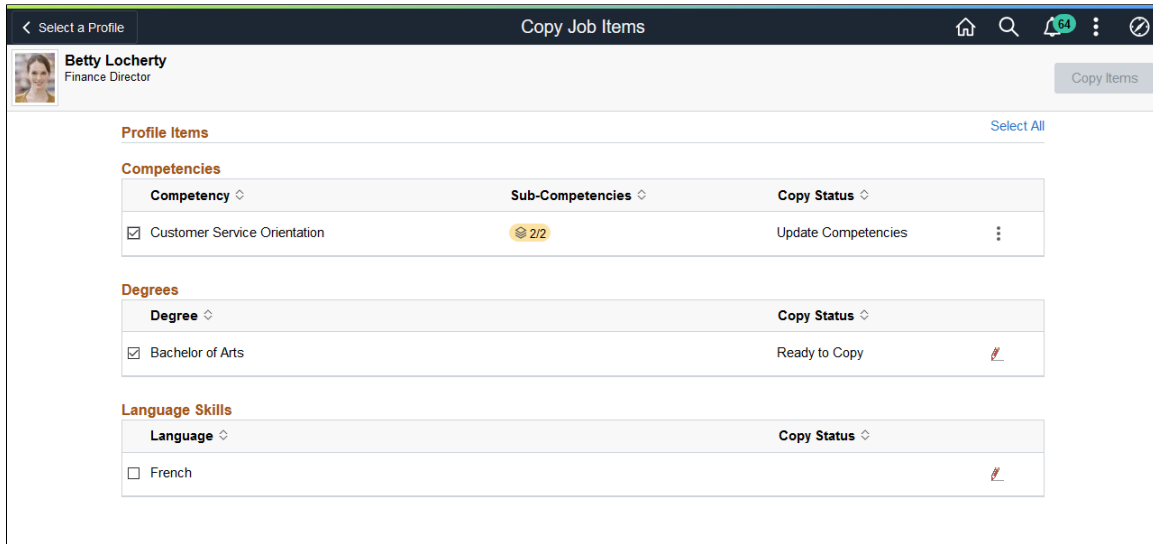 Select a Profile
Copy Job Items
64
Betty Locherty
Finance Director
Copy Items
Profile Items
Select All
Competencies
Competency Sub-Competencies Copy Status
Customer Service Orientation 2/2 Update Competencies
Degrees
Degree Copy Status
Bachelor of Arts Ready to Copy
Language Skills
Language Copy Status
French